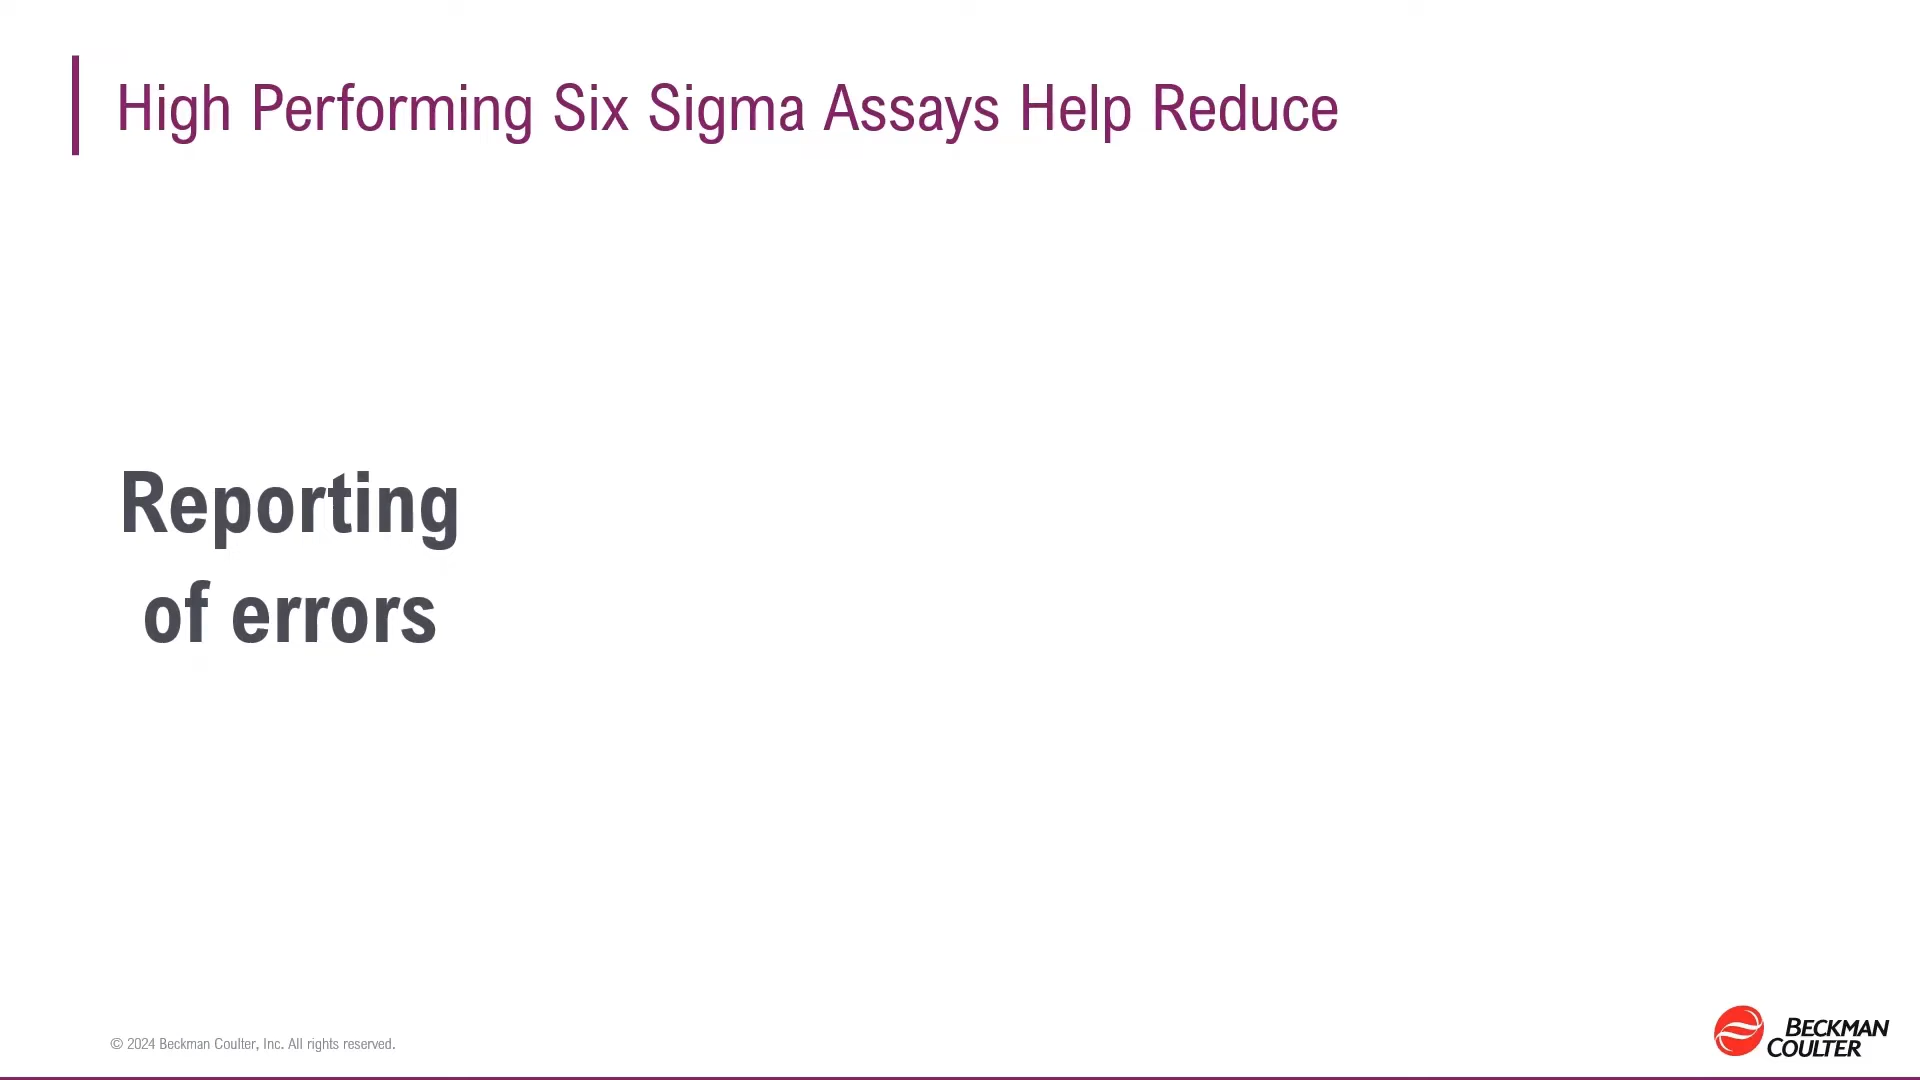 High Performing Six Sigma Assays Help Reduce
Reporting
of errors
© 2024 Beckman Coulter, Inc. All rights reserved.
BECKMAN
COULTER